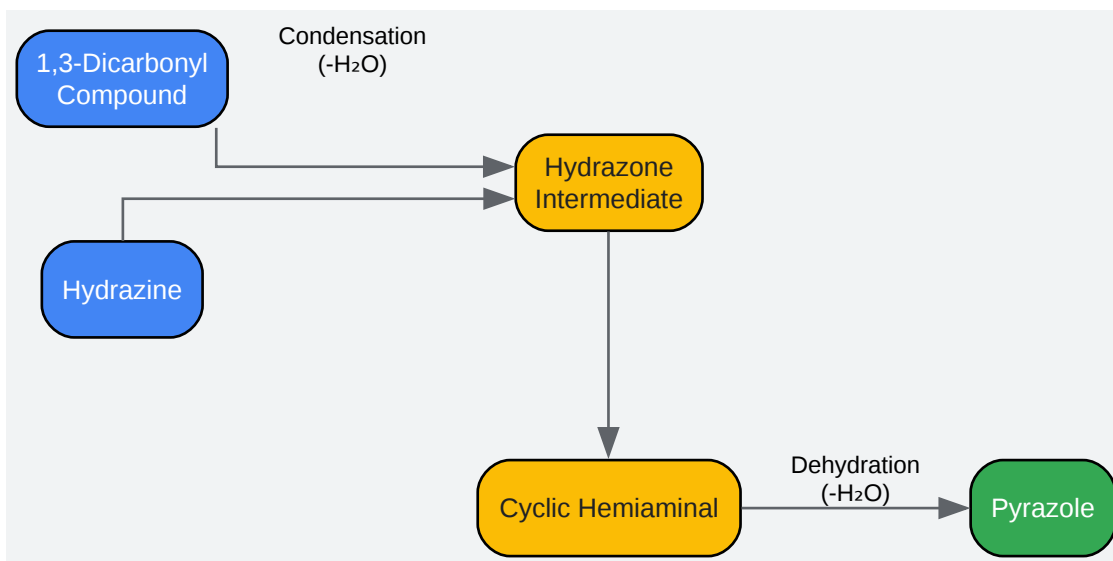 1,3-Dicarbonyl
Compound
Condensation
(-H₂O)
Hydrazone
Intermediate
Hydrazine
Cyclic Hemiaminal
Dehydration
(-H₂O)
Pyrazole